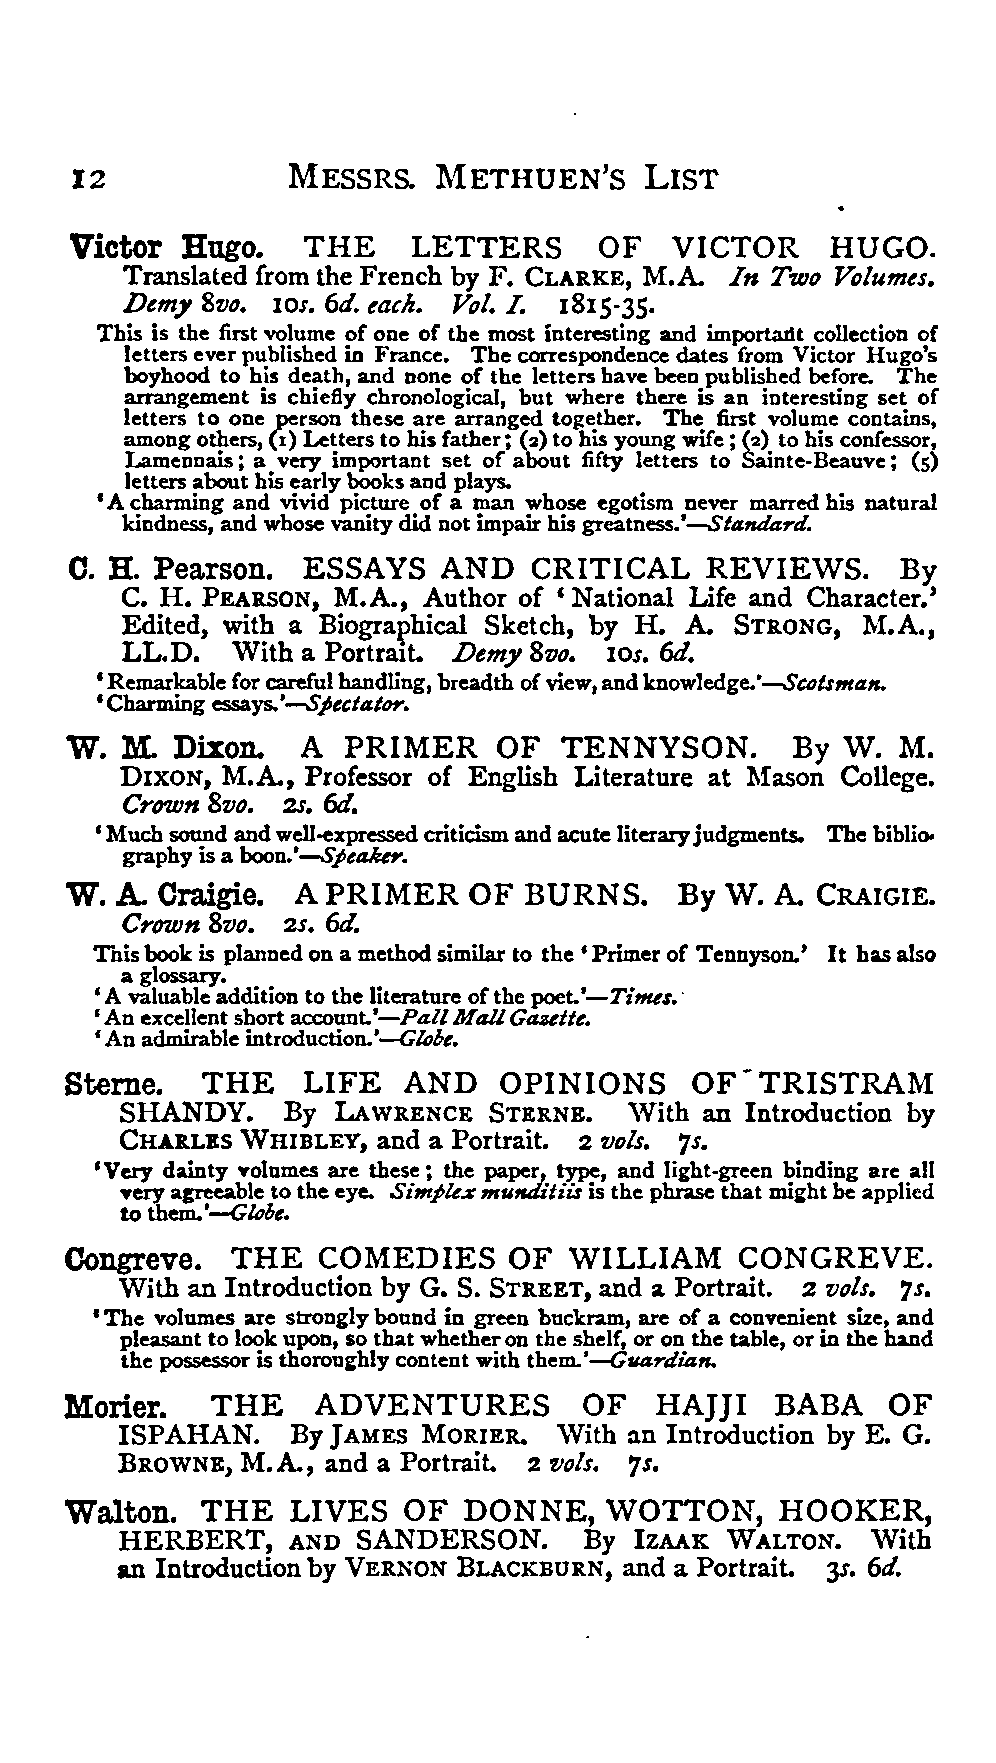 12 MESSRS. METHUEN'S LIST
Victor Hugo. THE LETTERS OF VICTOR HUGO.
Translated from the French by F. CLARKE, M.A. In Two Volumes.
Demy 8vo. 10s. 6d. each. Vol. I. 1815-35.
This is the first volume of one of the most interesting and important collection of
letters ever published in France. The correspondence dates from Victor Hugo's
boyhood to his death, and none of the letters have been published before. The
arrangement is chiefly chronological, but where there is an interesting set of
letters to one person these are arranged together. The first volume contains,
among others, (1) Letters to his father; (2) to his young wife; (2) to his confessor,
Lamennais; a very important set of about fifty letters to Sainte-Beauve; (5)
letters about his early books and plays.
'A charming and vivid picture of a man whose egotism never marred his natural
kindness, and whose vanity did not impair his greatness.'—Standard.
C. H. Pearson. ESSAYS AND CRITICAL REVIEWS. By
C. H. PEARSON, M.A., Author of 'National Life and Character.'
Edited, with a Biographical Sketch, by H. A. STRONG, M.A.,
LL.D. With a Portrait. Demy 8vo. 10s. 6d.
'Remarkable for careful handling, breadth of view, and knowledge.'—Scotsman.
'Charming essays.'—Spectator.
W. M. Dixon. A PRIMER OF TENNYSON. By W. M.
DIXON, M.A., Professor of English Literature at Mason College.
Crown 8vo. 2s. 6d.
'Much sound and well-expressed criticism and acute literary judgments. The biblio-
graphy is a boon.'—Speaker.
W. A. Craigie. A PRIMER OF BURNS. By W. A. CRAIGIE.
Crown 8vo. 2s. 6d.
This book is planned on a method similar to the 'Primer of Tennyson.' It has also
a glossary.
'A valuable addition to the literature of the poet.'—Times.
'An excellent short account.'—Pall Mall Gazette.
'An admirable introduction.'—Globe.
Sterne. THE LIFE AND OPINIONS OF TRISTRAM
SHANDY. By LAWRENCE STERNE. With an Introduction by
CHARLES WHIBLEY, and a Portrait. 2 vols. 7s.
'Very dainty volumes are these; the paper, type, and light-green binding are all
very agreeable to the eye. Simplex munditiis is the phrase that might be applied
to them.'—Globe.
Congreve. THE COMEDIES OF WILLIAM CONGREVE.
With an Introduction by G. S. STREET, and a Portrait. 2 vols. 7s.
'The volumes are strongly bound in green buckram, are of a convenient size, and
pleasant to look upon, so that whether on the shelf, or on the table, or in the hand
the possessor is thoroughly content with them.'—Guardian.
Morier. THE ADVENTURES OF HAJJI BABA OF
ISPAHAN. By JAMES MORIER. With an Introduction by E. G.
BROWNE, M.A., and a Portrait. 2 vols. 7s.
Walton. THE LIVES OF DONNE, WOTTON, HOOKER,
HERBERT, AND SANDERSON. By IZAAK WALTON. With
an Introduction by VERNON BLACKBURN, and a Portrait. 3s. 6d.